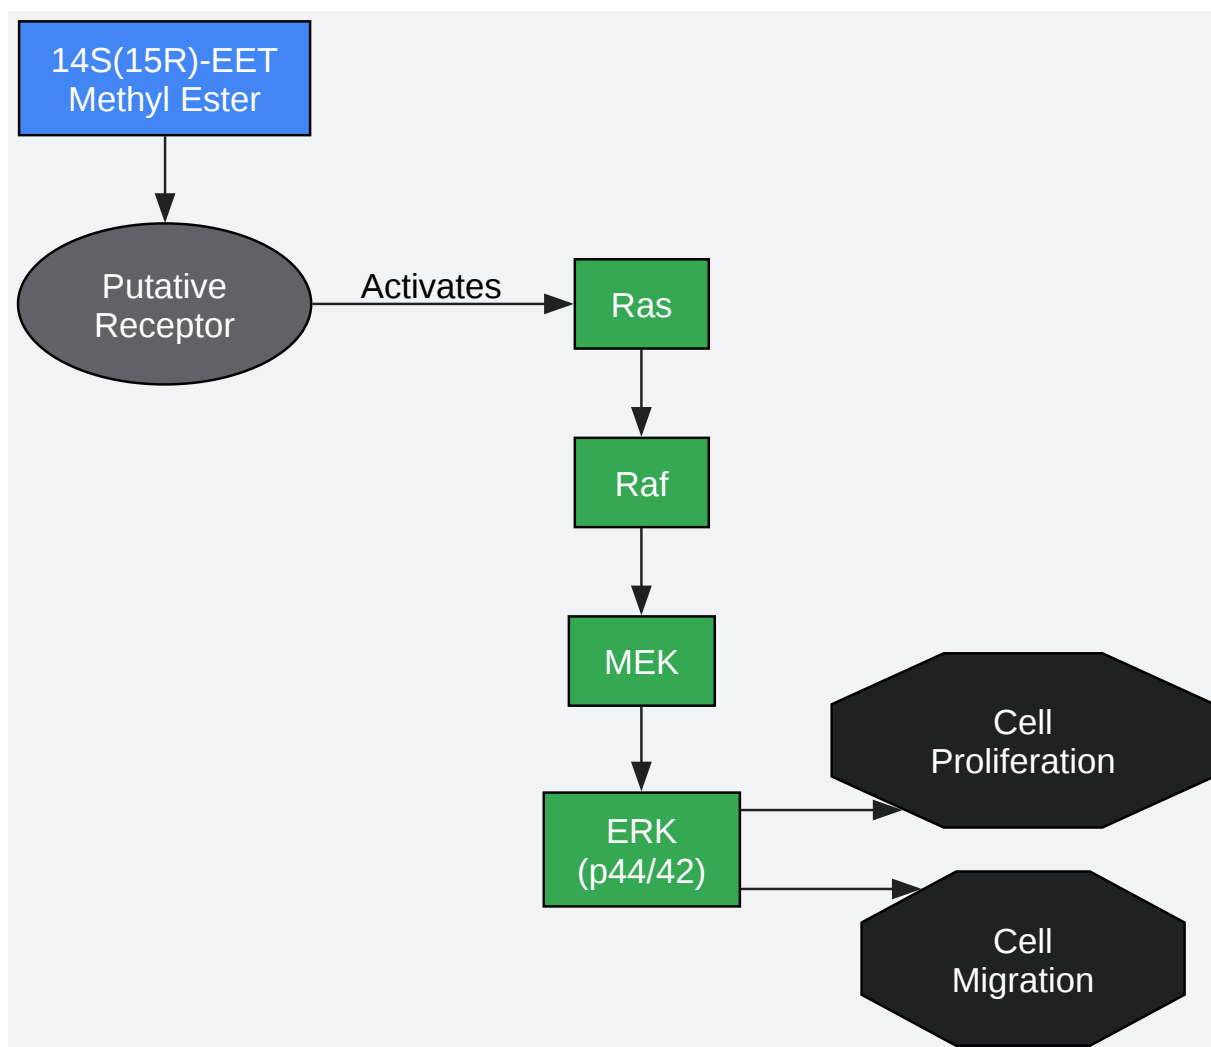 14S(15R)-EET
Methyl Ester
Putative
Receptor
Activates
Ras
Raf
MEK
ERK
(p44/42)
Cell
Proliferation
Cell
Migration